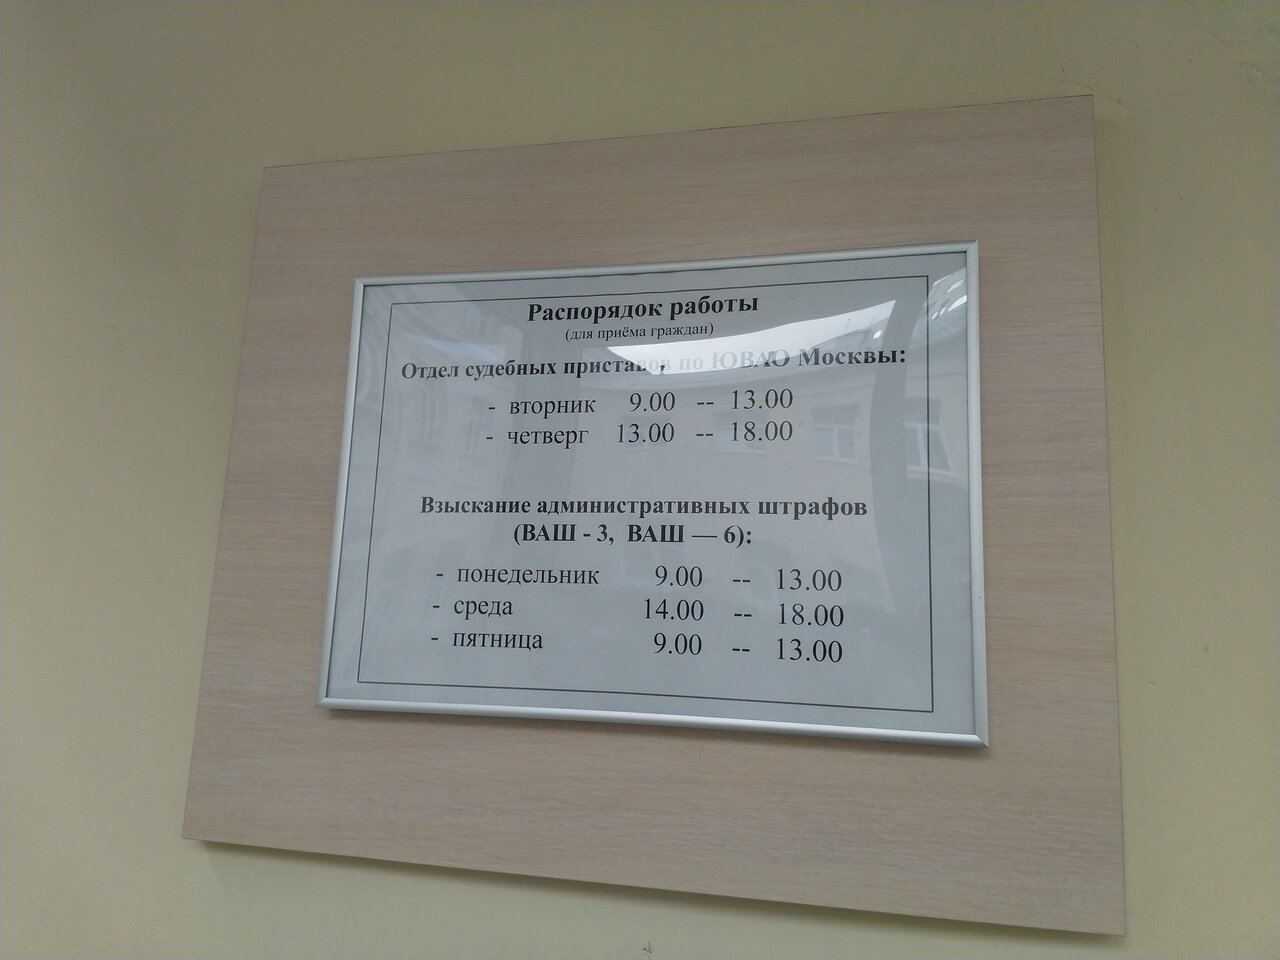 Распорядок работы
(для приёма граждан)
Отдел судебных приставов по ЮВАО Москвы:
- вторник 9.00 -- 13.00
- четверг 13.00 -- 18.00
Взыскание административных штрафов
(ВАШ - 3, ВАШ — 6):
- понедельник 9.00 -- 13.00
- среда 14.00 -- 18.00
- пятница 9.00 -- 13.00